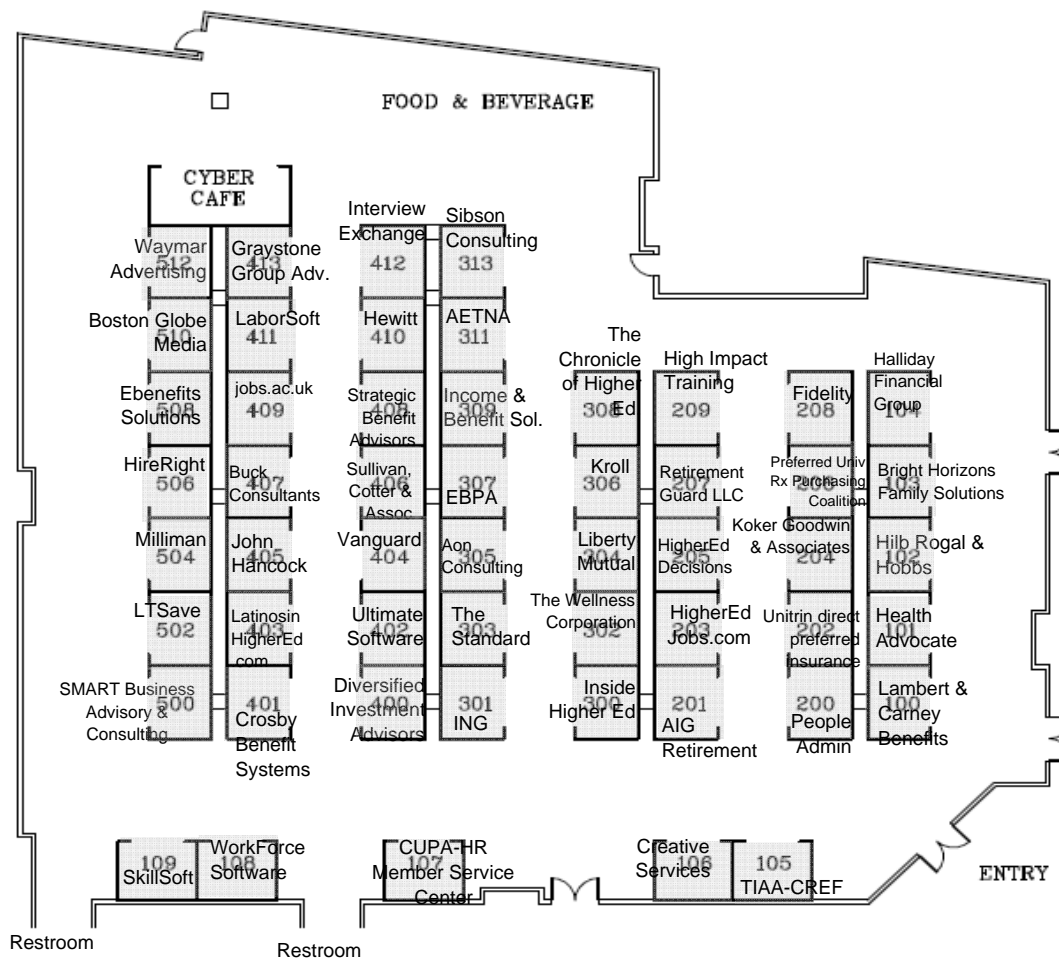 FOOD & BEVERAGE
CYBER
CAFE
Waymar
Advertising
512
Graystone
Group Adv.
413
Boston Globe
Media
510
LaborSoft
411
Ebenefits
Solutions
508
jobs.ac.uk
409
HireRight
506
Buck
Consultants
407
Milliman
504
John
Hancock
405
LTSave
502
Latinosin
HigherEd
com
403
SMART Business
Advisory &
Consulting
500
401
Crosby
Benefit
Systems
Interview
Exchange
412
Sibson
Consulting
313
Hewitt
410
AETNA
311
Strategic
Benefit
Advisors
408
Income &
Benefit Sol.
309
Sullivan,
Cotter &
Assoc
406
307
EBPA
Vanguard
404
Aon
Consulting
305
Ultimate
Software
402
The
Standard
303
Diversified
Investment
Advisors
400
301
ING
The
Chronicle
of Higher
Ed
308
High Impact
Training
209
Kroll
306
Retirement
Guard LLC
207
Liberty
Mutual
304
HigherEd
Decisions
205
The Wellness
Corporation
302
HigherEd
Jobs.com
203
Inside
Higher Ed
300
201
AIG
Retirement
Fidelity
208
Halliday
Financial
Group
104
Preferred Univ
Rx Purchasing
Coalition
206
Bright Horizons
Family Solutions
103
Koker Goodwin
& Associates
204
Hilb Rogal &
Hobbs
102
Unitrin direct
preferred
insurance
202
Health
Advocate
101
200
People
Admin
Lambert &
Carney
Benefits
100
109
SkillSoft
WorkForce
Software
108
CUPA-HR
Member Service
Center
107
Creative
Services
106
105
TIAA-CREF
ENTRY
Restroom
Restroom